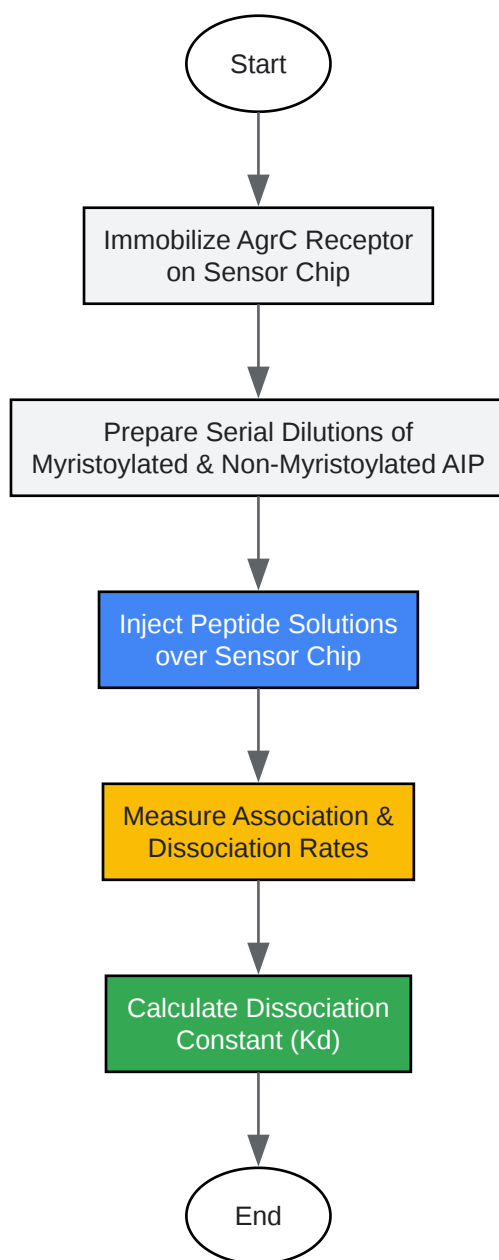 Start
Immobilize AgrC Receptor
on Sensor Chip
Prepare Serial Dilutions of
Myristoylated & Non-Myristoylated AIP
Inject Peptide Solutions
over Sensor Chip
Measure Association &
Dissociation Rates
Calculate Dissociation
Constant (Kd)
End